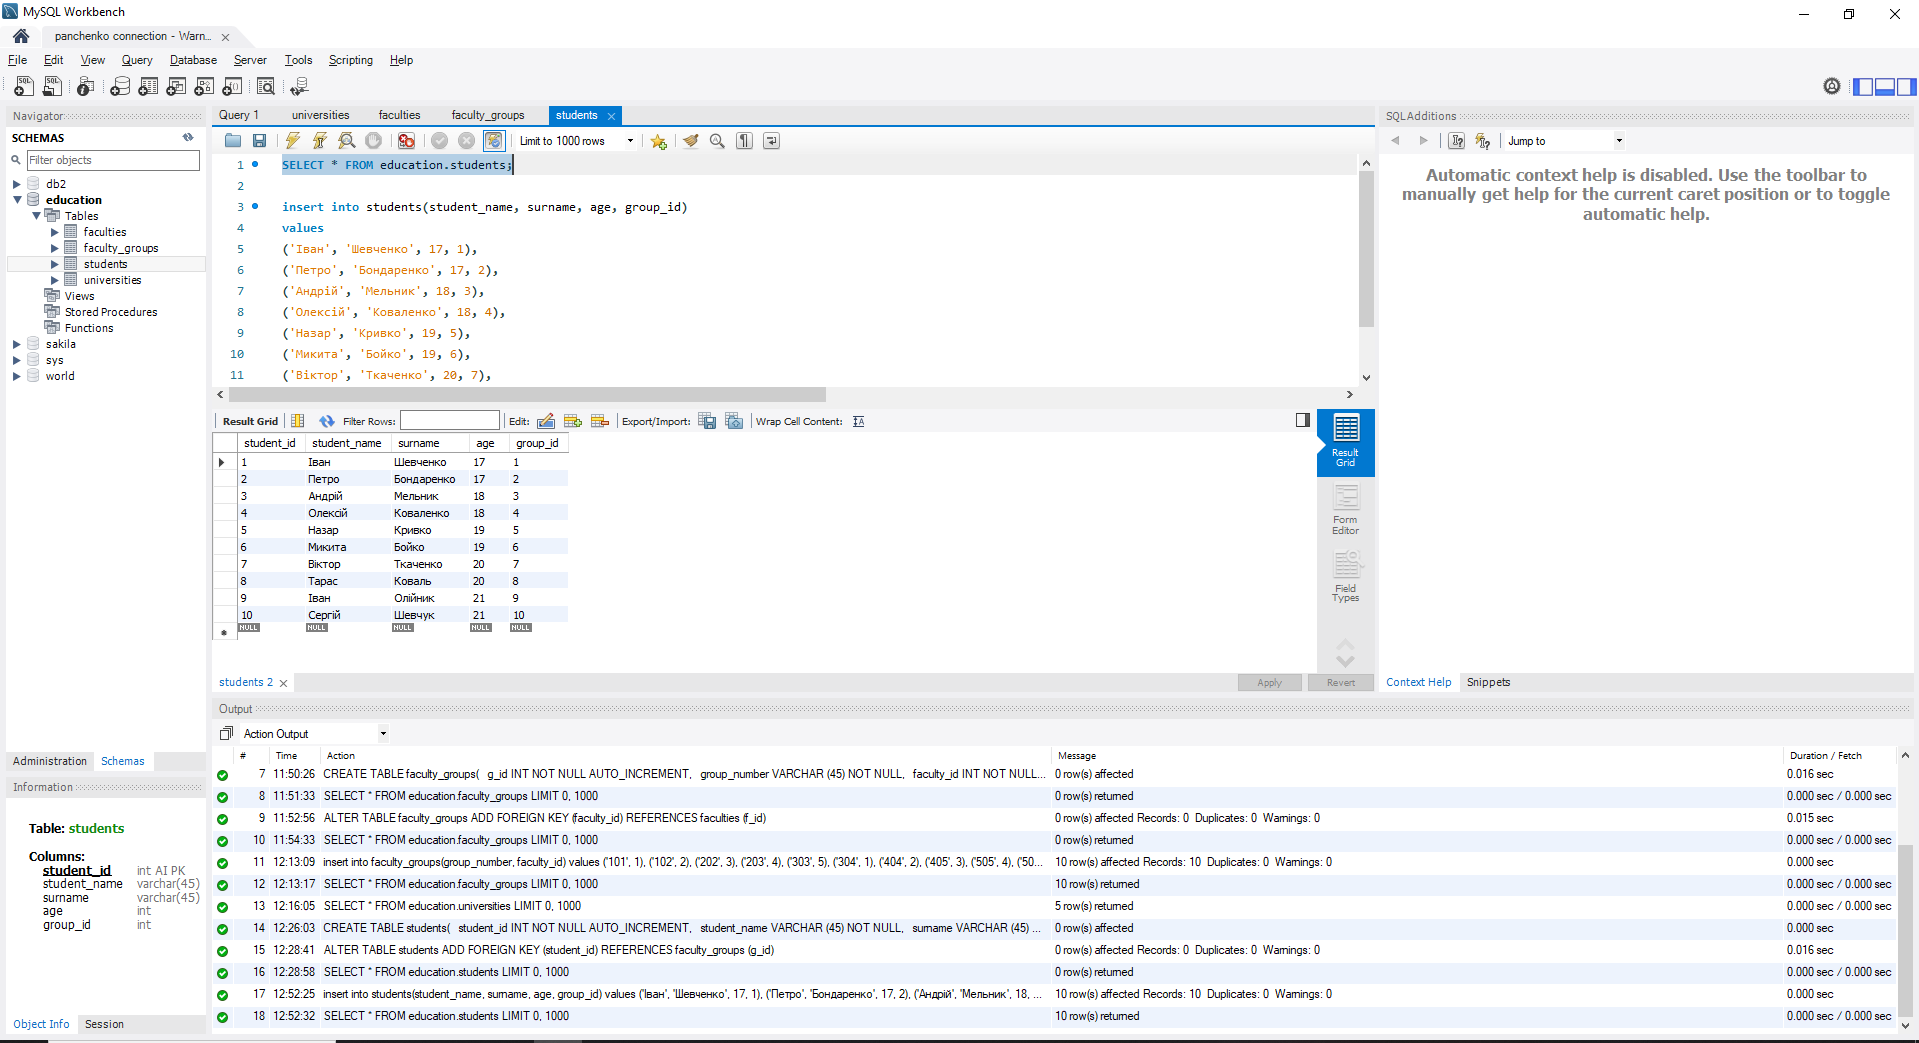 MySQL Workbench
panchenko connection - Warn...
File Edit View Query Database Server Tools Scripting Help
Navigator
SCHEMAS
Filter objects
db2
education
Tables
faculties
faculty_groups
students
universities
Views
Stored Procedures
Functions
sakila
sys
world
Administration Schemas
Information
Table: students
Columns:
student_id int AI PK
student_name varchar(45)
surname varchar(45)
age int
group_id int
Object Info Session
Query 1 universities faculties faculty_groups students
Limit to 1000 rows
1 SELECT * FROM education.students;
2
3 insert into students(student_name, surname, age, group_id)
4 values
5 ('Іван', 'Шевченко', 17, 1),
6 ('Петро', 'Бондаренко', 17, 2),
7 ('Андрій', 'Мельник', 18, 3),
8 ('Олексій', 'Коваленко', 18, 4),
9 ('Назар', 'Кривко', 19, 5),
10 ('Микита', 'Бойко', 19, 6),
11 ('Віктор', 'Ткаченко', 20, 7),
Result Grid Filter Rows: Edit: Export/Import: Wrap Cell Content:
student_id student_name surname age group_id
1 Іван Шевченко 17 1
2 Петро Бондаренко 17 2
3 Андрій Мельник 18 3
4 Олексій Коваленко 18 4
5 Назар Кривко 19 5
6 Микита Бойко 19 6
7 Віктор Ткаченко 20 7
8 Тарас Коваль 20 8
9 Іван Олійник 21 9
10 Сергій Шевчук 21 10
NULL NULL NULL NULL NULL
Result
Grid
Form
Editor
Field
Types
students 2
Apply Revert
SQLAdditions
Jump to
Automatic context help is disabled. Use the toolbar to
manually get help for the current caret position or to toggle
automatic help.
Context Help Snippets
Output
Action Output
# Time Action Message Duration / Fetch
7 11:50:26 CREATE TABLE faculty_groups( g_id INT NOT NULL AUTO_INCREMENT, group_number VARCHAR (45) NOT NULL, faculty_id INT NOT NULL... 0 row(s) affected 0.016 sec
8 11:51:33 SELECT * FROM education.faculty_groups LIMIT 0, 1000 0 row(s) returned 0.000 sec / 0.000 sec
9 11:52:56 ALTER TABLE faculty_groups ADD FOREIGN KEY (faculty_id) REFERENCES faculties (f_id) 0 row(s) affected Records: 0 Duplicates: 0 Warnings: 0 0.015 sec
10 11:54:33 SELECT * FROM education.faculty_groups LIMIT 0, 1000 0 row(s) returned 0.000 sec / 0.000 sec
11 12:13:09 insert into faculty_groups(group_number, faculty_id) values ('101', 1), ('102', 2), ('202', 3), ('203', 4), ('303', 5), ('304', 1), ('404', 2), ('405', 3), ('505', 4), ('50... 10 row(s) affected Records: 10 Duplicates: 0 Warnings: 0 0.000 sec
12 12:13:17 SELECT * FROM education.faculty_groups LIMIT 0, 1000 10 row(s) returned 0.000 sec / 0.000 sec
13 12:16:05 SELECT * FROM education.universities LIMIT 0, 1000 5 row(s) returned 0.000 sec / 0.000 sec
14 12:26:03 CREATE TABLE students( student_id INT NOT NULL AUTO_INCREMENT, student_name VARCHAR (45) NOT NULL, surname VARCHAR (45) ... 0 row(s) affected 0.000 sec
15 12:28:41 ALTER TABLE students ADD FOREIGN KEY (student_id) REFERENCES faculty_groups (g_id) 0 row(s) affected Records: 0 Duplicates: 0 Warnings: 0 0.016 sec
16 12:28:58 SELECT * FROM education.students LIMIT 0, 1000 0 row(s) returned 0.000 sec / 0.000 sec
17 12:52:25 insert into students(student_name, surname, age, group_id) values ('Іван', 'Шевченко', 17, 1), ('Петро', 'Бондаренко', 17, 2), ('Андрій', 'Мельник', 18, ... 10 row(s) affected Records: 10 Duplicates: 0 Warnings: 0 0.000 sec
18 12:52:32 SELECT * FROM education.students LIMIT 0, 1000 10 row(s) returned 0.000 sec / 0.000 sec